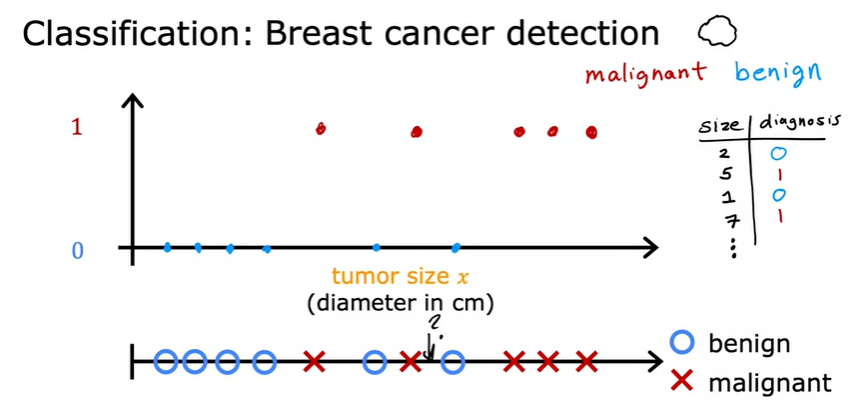 Classification: Breast cancer detection
malignant benign
1
0
size diagnosis
2 0
5 1
1 0
7 1
⋮
tumor size x
(diameter in cm)
?
benign
malignant